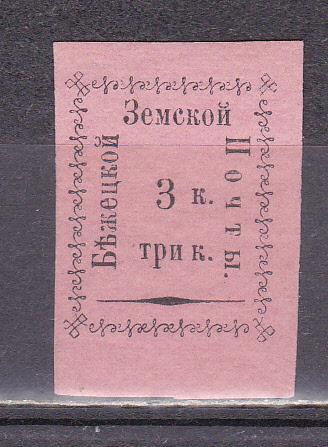 Бѣжецкой
Земской
Почты.
3 к.
три к.